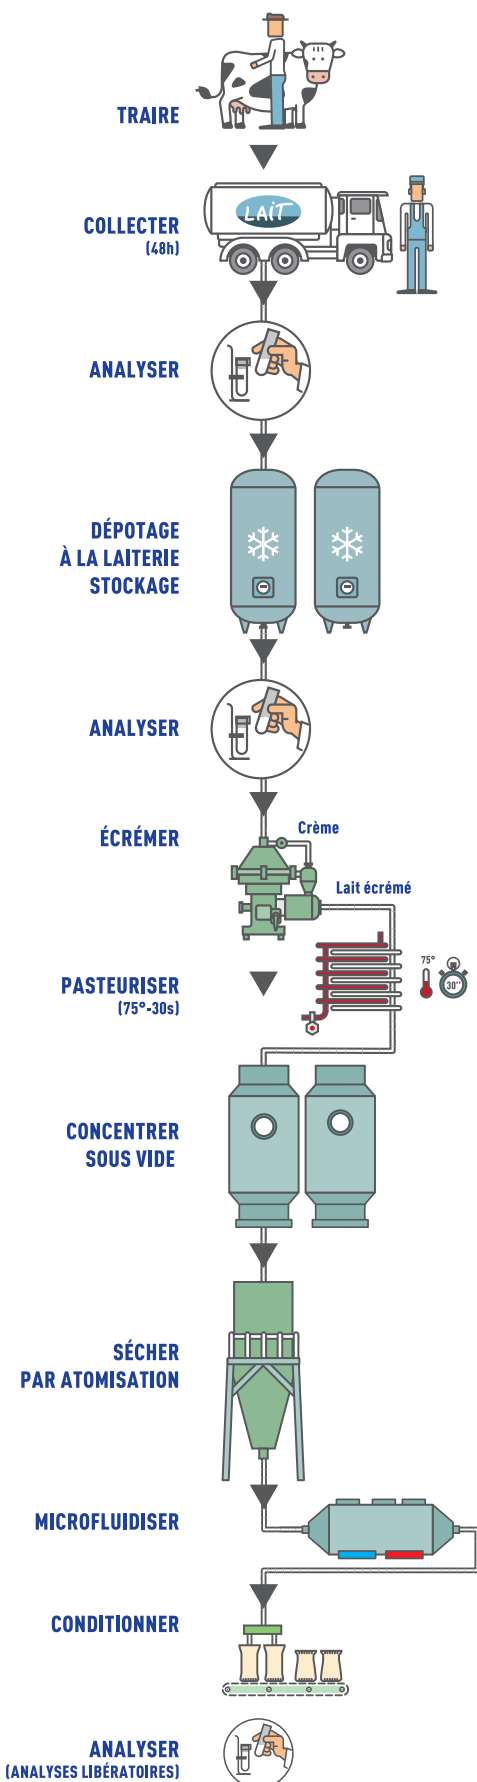 TRAIRE
LAIT
COLLECTER
(48h)
ANALYSER
DÉPOTAGE
À LA LAITERIE
STOCKAGE
ANALYSER
ÉCRÉMER
Crème
Lait écrémé
PASTEURISER
(75°-30s)
75°
30''
CONCENTRER
SOUS VIDE
SÉCHER
PAR ATOMISATION
MICROFLUIDISER
CONDITIONNER
ANALYSER
(ANALYSES LIBÉRATOIRES)